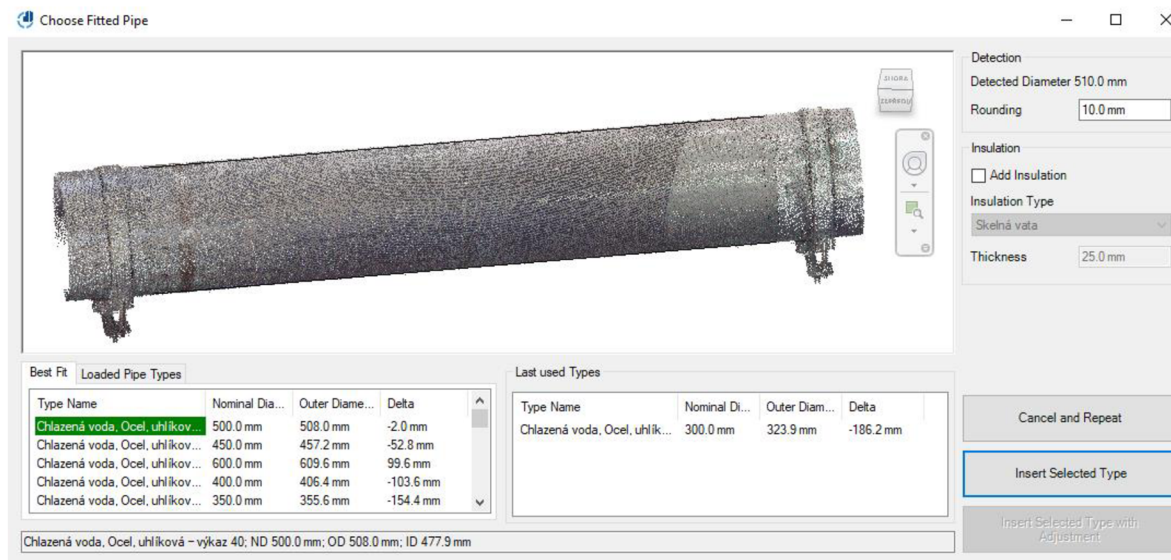 Choose Fitted Pipe
Detection
Detected Diameter 510.0 mm
Rounding 10.0 mm
Insulation
Add Insulation
Insulation Type
Skelná vata
Thickness 25.0 mm
Best Fit Loaded Pipe Types
Type Name Nominal Dia... Outer Diame... Delta
Chlazená voda, Ocel, uhlíkov... 500.0 mm 508.0 mm -2.0 mm
Chlazená voda, Ocel, uhlíkov... 450.0 mm 457.2 mm -52.8 mm
Chlazená voda, Ocel, uhlíkov... 600.0 mm 609.6 mm 99.6 mm
Chlazená voda, Ocel, uhlíkov... 400.0 mm 406.4 mm -103.6 mm
Chlazená voda, Ocel, uhlíkov... 350.0 mm 355.6 mm -154.4 mm
Last used Types
Type Name Nominal Di... Outer Diam... Delta
Chlazená voda, Ocel, uhlík... 300.0 mm 323.9 mm -186.2 mm
Cancel and Repeat
Insert Selected Type
Insert Selected Type with
Adjustment
Chlazená voda, Ocel, uhlíková - výkaz 40; ND 500.0 mm; OD 508.0 mm; ID 477.9 mm